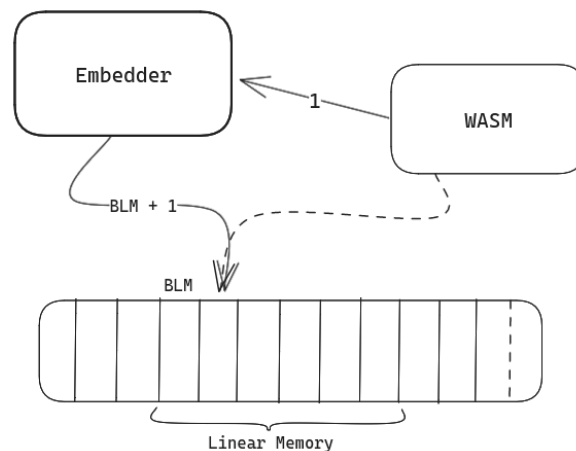 Embedder
1
WASM
BLM + 1
BLM
Linear Memory